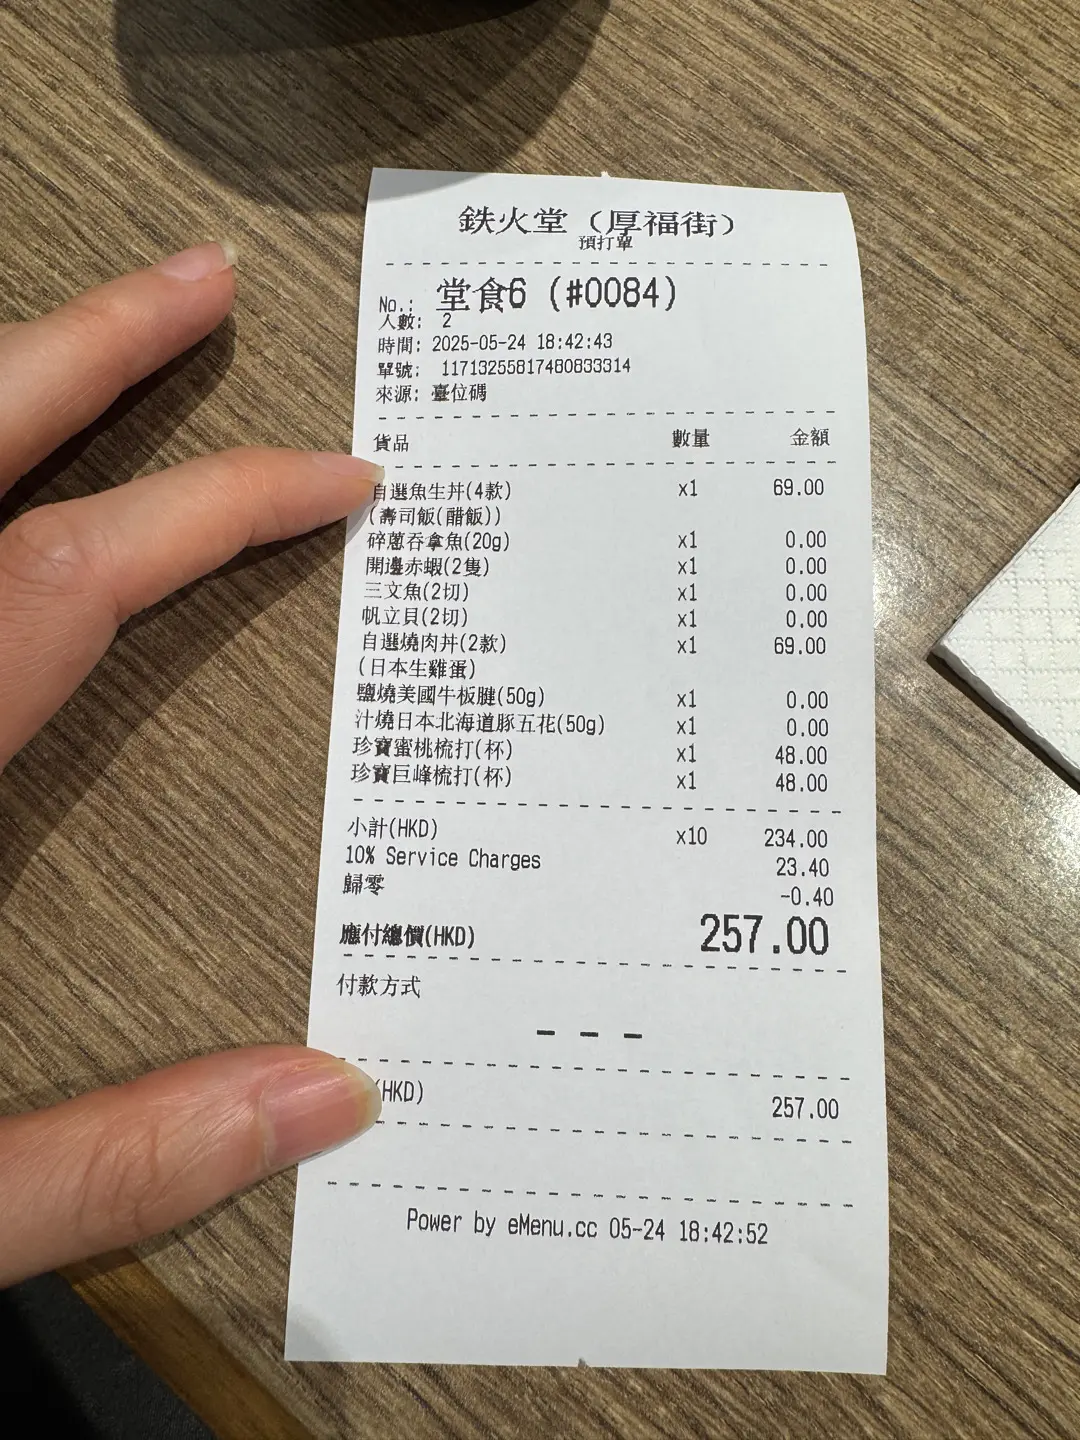 鉄火堂（厚福街）
預打單
No.: 堂食6 (#0084)
人數: 2
時間: 2025-05-24 18:42:43
單號: 11713255817480833314
來源: 臺位碼
貨品 數量 金額
自選魚生丼(4款) x1 69.00
(壽司飯(醋飯))
碎蔥吞拿魚(20g) x1 0.00
開邊赤蝦(2隻) x1 0.00
三文魚(2切) x1 0.00
帆立貝(2切) x1 0.00
自選燒肉丼(2款) x1 69.00
(日本生雞蛋)
鹽燒美國牛板腱(50g) x1 0.00
汁燒日本北海道豚五花(50g) x1 0.00
珍寶蜜桃梳打(杯) x1 48.00
珍寶巨峰梳打(杯) x1 48.00
小計(HKD) x10 234.00
10% Service Charges 23.40
歸零 -0.40
應付總價(HKD) 257.00
付款方式
---
(HKD) 257.00
Power by eMenu.cc 05-24 18:42:52